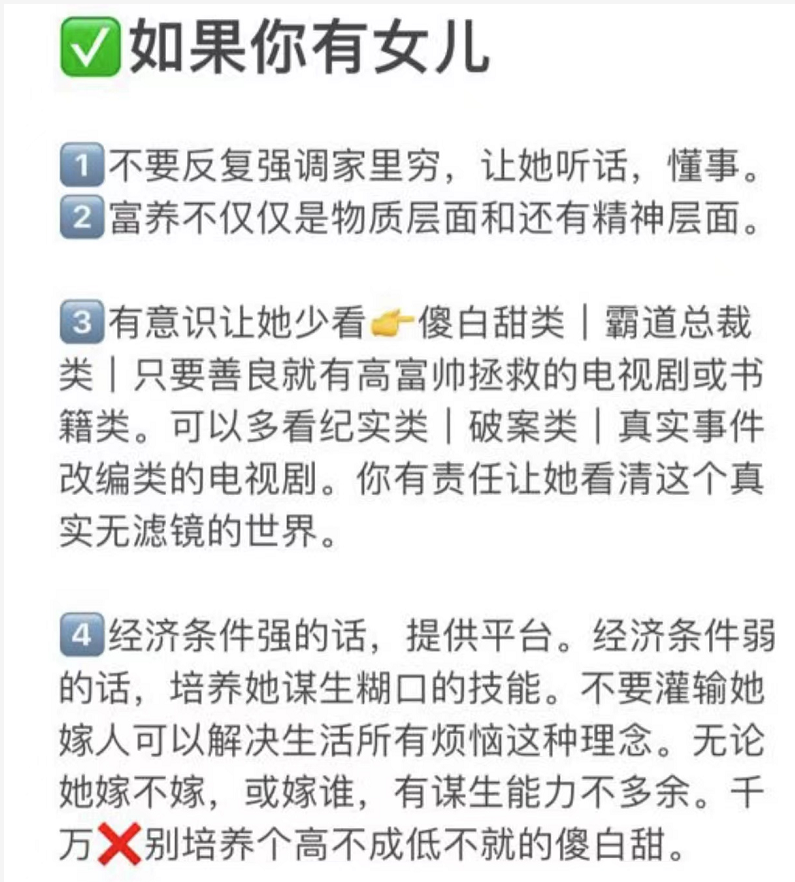 ✅如果你有女儿
1️⃣不要反复强调家里穷，让她听话，懂事。
2️⃣富养不仅仅是物质层面和还有精神层面。
3️⃣有意识让她少看👉傻白甜类｜霸道总裁
类｜只要善良就有高富帅拯救的电视剧或书
籍类。可以多看纪实类｜破案类｜真实事件
改编类的电视剧。你有责任让她看清这个真
实无滤镜的世界。
4️⃣经济条件强的话，提供平台。经济条件弱
的话，培养她谋生糊口的技能。不要灌输她
嫁人可以解决生活所有烦恼这种理念。无论
她嫁不嫁，或嫁谁，有谋生能力不多余。千
万❌别培养个高不成低不就的傻白甜。